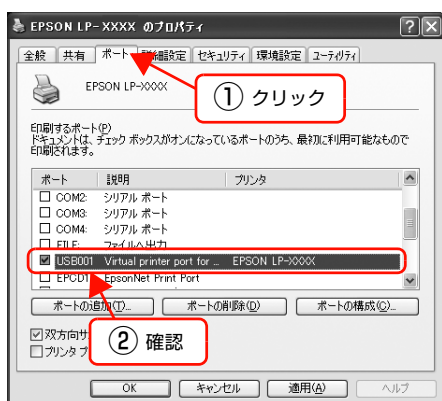 EPSON LP-XXXX のプロパティ
全般 共有 ポート 詳細設定 セキュリティ 環境設定 ユーティリティ
EPSON LP-XXXX
① クリック
印刷するポート(P)
ドキュメントは、チェック ボックスがオンになっているポートのうち、最初に利用可能なもので
印刷されます。
ポート 説明 プリンタ
COM2: シリアル ポート
COM3: シリアル ポート
COM4: シリアル ポート
FILE: ファイルへ出力
USB001 Virtual printer port for ... EPSON LP-XXXX
EPCD1 EpsonNet Print Port
ポートの追加(T)... ポートの削除(D) ポートの構成(C)...
双方向サ
② 確認
プリンタ プ
OK キャンセル 適用(A) ヘルプ